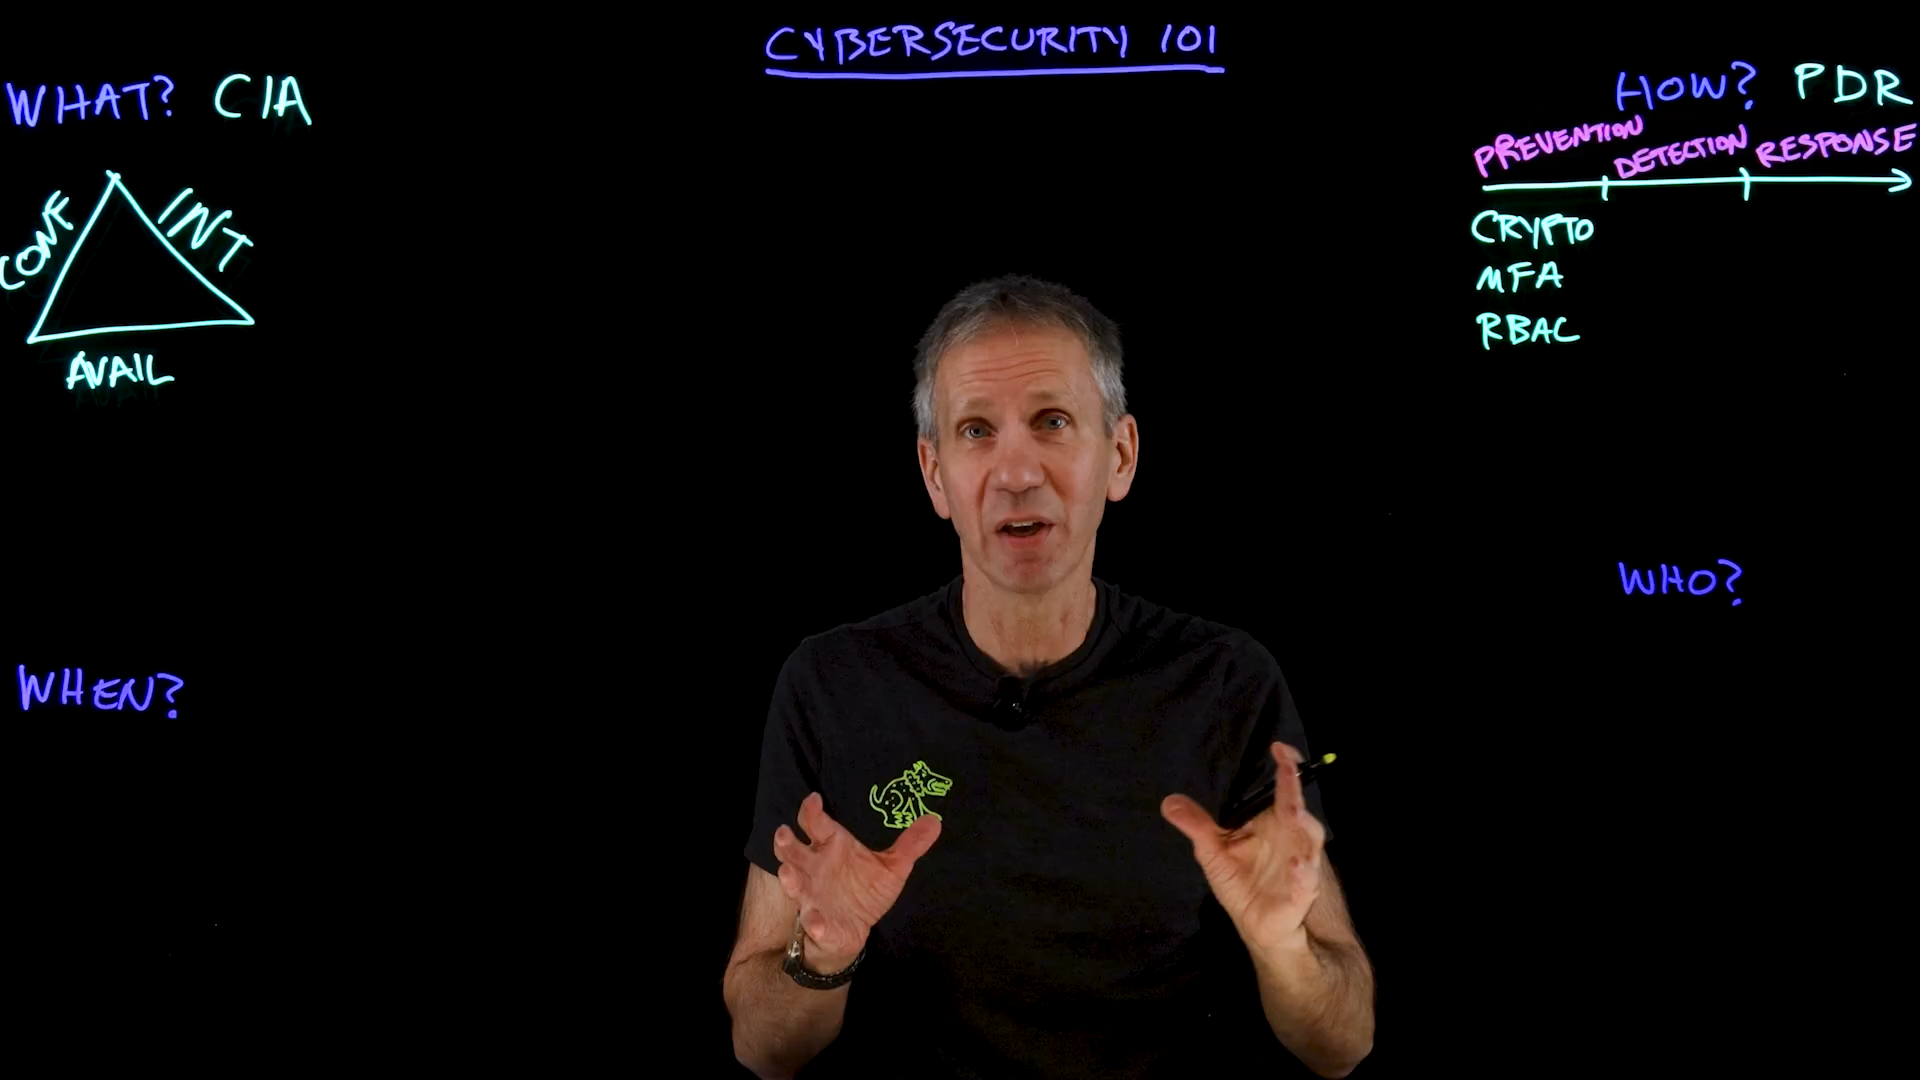 CYBERSECURITY 101
WHAT? CIA
CONF
INT
AVAIL
HOW? PDR
PREVENTION DETECTION RESPONSE
CRYPTO
MFA
RBAC
WHEN?
WHO?